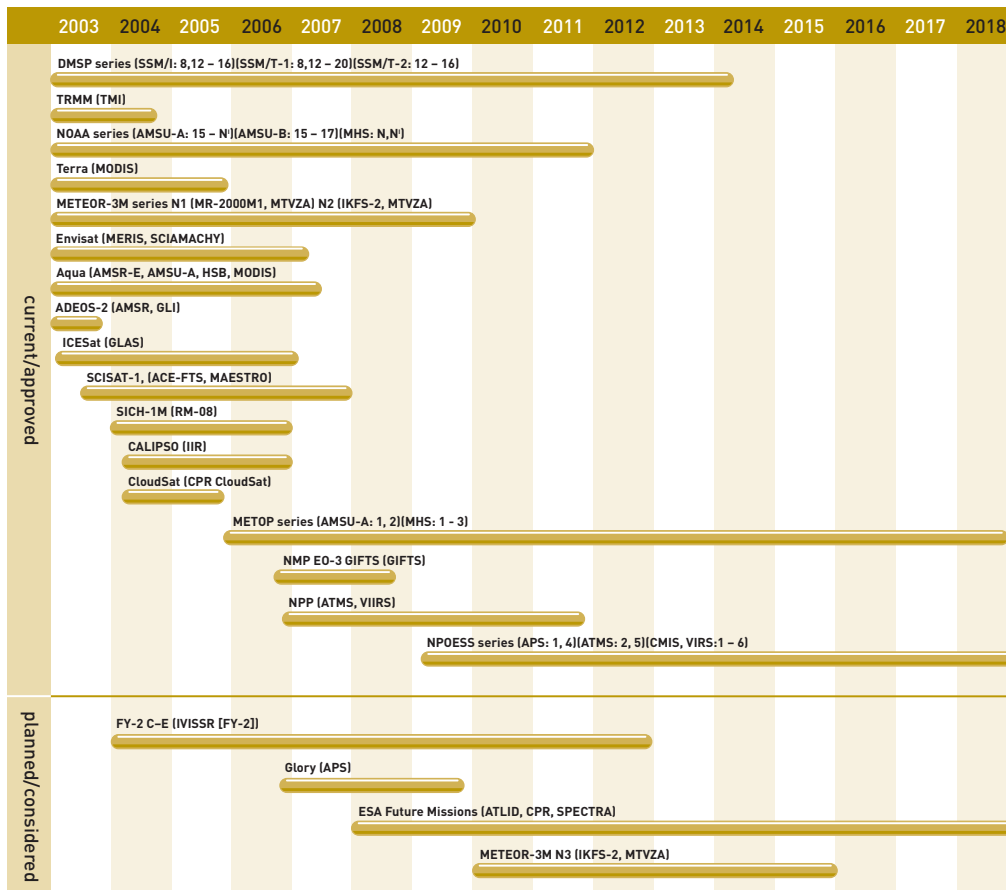 2003 2004 2005 2006 2007 2008 2009 2010 2011 2012 2013 2014 2015 2016 2017 2018
current/approved
DMSP series (SSM/I: 8,12 – 16)(SSM/T-1: 8,12 – 20)(SSM/T-2: 12 – 16)
TRMM (TMI)
NOAA series (AMSU-A: 15 – N')(AMSU-B: 15 – 17)(MHS: N,N')
Terra (MODIS)
METEOR-3M series N1 (MR-2000M1, MTVZA) N2 (IKFS-2, MTVZA)
Envisat (MERIS, SCIAMACHY)
Aqua (AMSR-E, AMSU-A, HSB, MODIS)
ADEOS-2 (AMSR, GLI)
ICESat (GLAS)
SCISAT-1, (ACE-FTS, MAESTRO)
SICH-1M (RM-08)
CALIPSO (IIR)
CloudSat (CPR CloudSat)
METOP series (AMSU-A: 1, 2)(MHS: 1 - 3)
NMP EO-3 GIFTS (GIFTS)
NPP (ATMS, VIIRS)
NPOESS series (APS: 1, 4)(ATMS: 2, 5)(CMIS, VIRS:1 – 6)
planned/considered
FY-2 C–E (IVISSR [FY-2])
Glory (APS)
ESA Future Missions (ATLID, CPR, SPECTRA)
METEOR-3M N3 (IKFS-2, MTVZA)